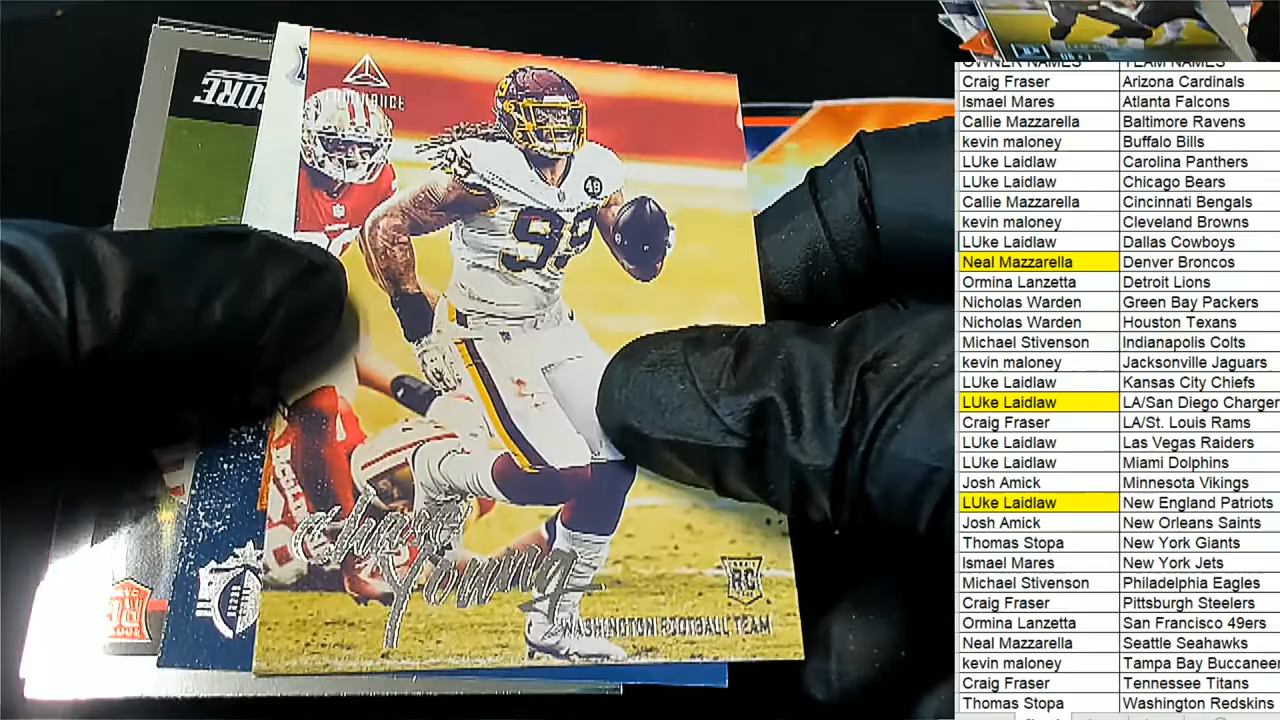 SCORE
LUMINANCE
99
49
Chase
Young
RC
WASHINGTON FOOTBALL TEAM
OWNER NAMES TEAM NAMES
Craig Fraser Arizona Cardinals
Ismael Mares Atlanta Falcons
Callie Mazzarella Baltimore Ravens
kevin maloney Buffalo Bills
LUke Laidlaw Carolina Panthers
LUke Laidlaw Chicago Bears
Callie Mazzarella Cincinnati Bengals
kevin maloney Cleveland Browns
LUke Laidlaw Dallas Cowboys
Neal Mazzarella Denver Broncos
Ormina Lanzetta Detroit Lions
Nicholas Warden Green Bay Packers
Nicholas Warden Houston Texans
Michael Stivenson Indianapolis Colts
kevin maloney Jacksonville Jaguars
LUke Laidlaw Kansas City Chiefs
LUke Laidlaw LA/San Diego Charger
Craig Fraser LA/St. Louis Rams
LUke Laidlaw Las Vegas Raiders
LUke Laidlaw Miami Dolphins
Josh Amick Minnesota Vikings
LUke Laidlaw New England Patriots
Josh Amick New Orleans Saints
Thomas Stopa New York Giants
Ismael Mares New York Jets
Michael Stivenson Philadelphia Eagles
Craig Fraser Pittsburgh Steelers
Ormina Lanzetta San Francisco 49ers
Neal Mazzarella Seattle Seahawks
kevin maloney Tampa Bay Buccanee
Craig Fraser Tennessee Titans
Thomas Stopa Washington Redskins